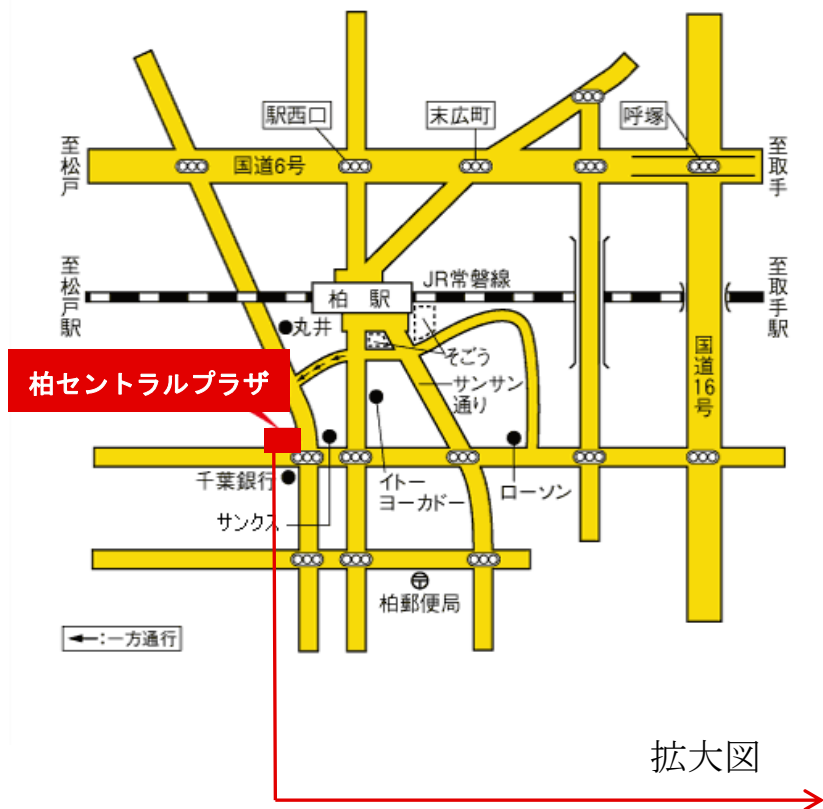 駅西口
末広町
呼塚
至松戸
国道6号
至取手
至松戸駅
JR常磐線
柏駅
至取手駅
丸井
そごう
国道16号
柏セントラルプラザ
サンサン
通り
千葉銀行
イトー
ヨーカドー
ローソン
サンクス
〒
柏郵便局
←:一方通行
拡大図